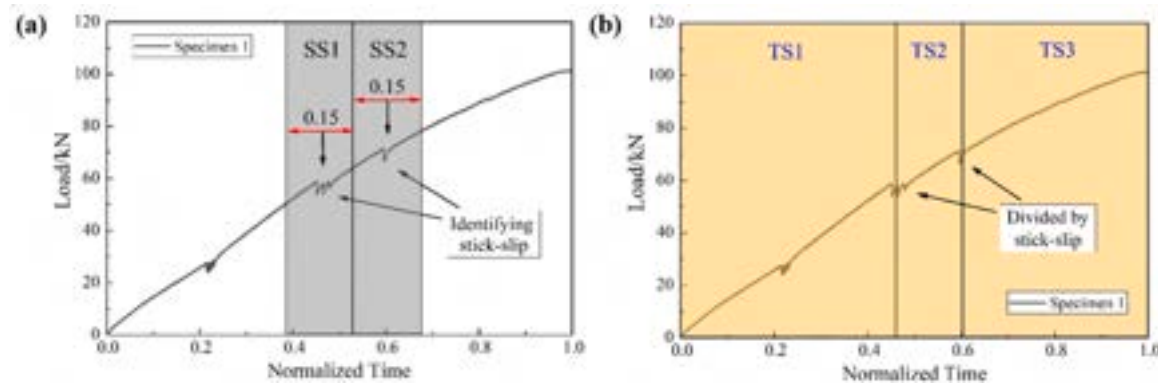 (a)
120
100
80
60
40
20
0
Load/kN
Specimen 1
SS1
SS2
0.15
0.15
Identifying
stick-slip
0.0
0.2
0.4
0.6
0.8
1.0
Normalized Time
(b)
120
100
80
60
40
20
0
Load/kN
TS1
TS2
TS3
Divided by
stick-slip
Specimen 1
0.0
0.2
0.4
0.6
0.8
1.0
Normalized Time